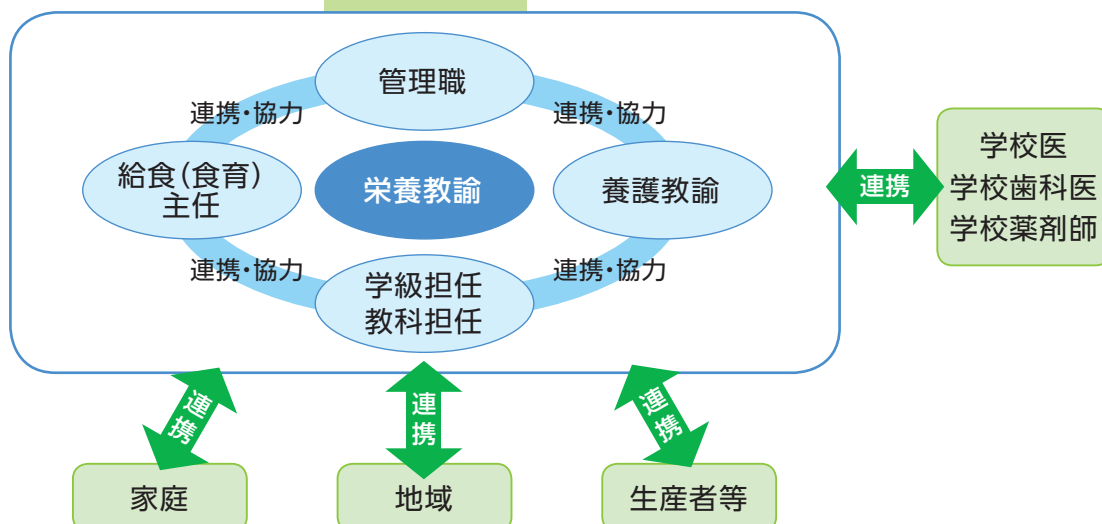 管理職
連携・協力
連携・協力
給食(食育)
主任
栄養教諭
養護教諭
連携・協力
連携・協力
学級担任
教科担任
連携
学校医
学校歯科医
学校薬剤師
連携
連携
連携
家庭
地域
生産者等